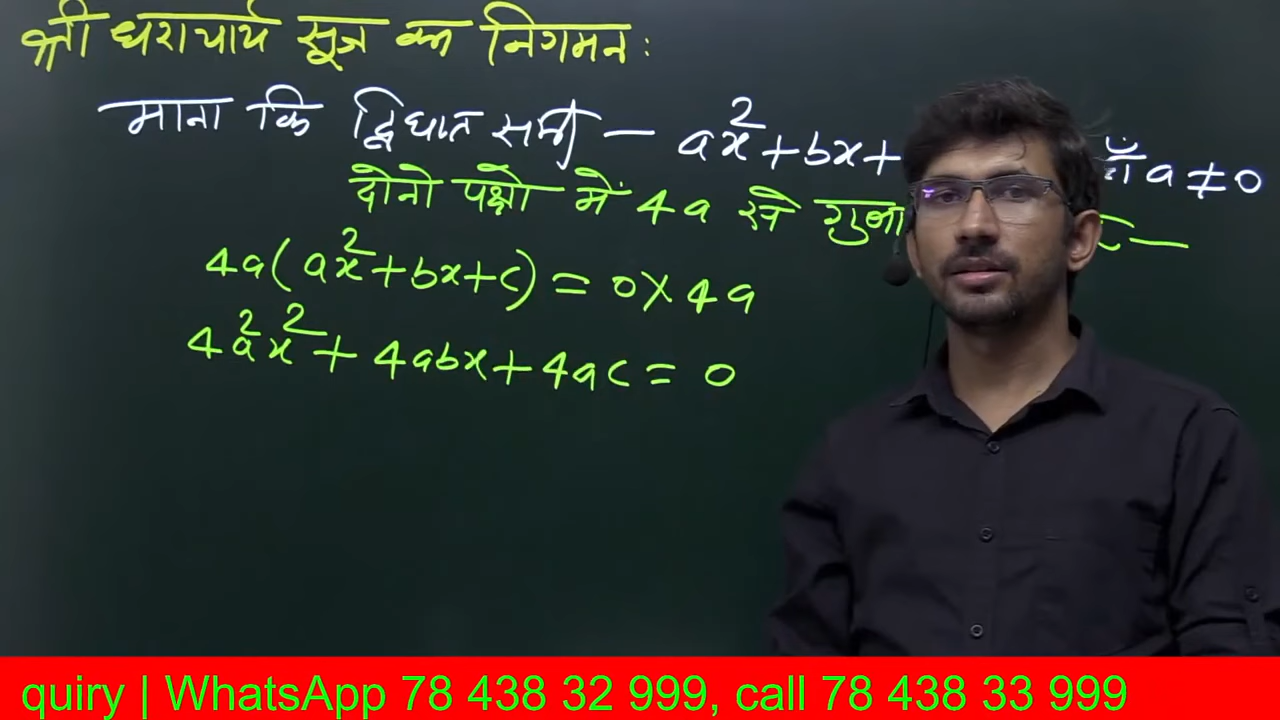 श्री धराचार्य सूत्र का निगमन:
माना कि द्विघात समी — ax²+bx+ a≠0
दोनो पक्षो में 4a से गुना
4a(ax²+bx+c) = 0×4a
4a²x²+4abx+4ac = 0
quiry | WhatsApp 78 438 32 999, call 78 438 33 999